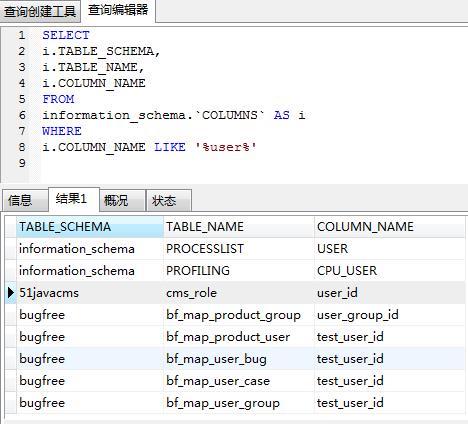 查询创建工具 查询编辑器
1 SELECT
2 i.TABLE_SCHEMA,
3 i.TABLE_NAME,
4 i.COLUMN_NAME
5 FROM
6 information_schema.`COLUMNS` AS i
7 WHERE
8 i.COLUMN_NAME LIKE '%user%'
信息 结果1 概况 状态
TABLE_SCHEMA TABLE_NAME COLUMN_NAME
information_schema PROCESSLIST USER
information_schema PROFILING CPU_USER
51javacms cms_role user_id
bugfree bf_map_product_group user_group_id
bugfree bf_map_product_user test_user_id
bugfree bf_map_user_bug test_user_id
bugfree bf_map_user_case test_user_id
bugfree bf_map_user_group test_user_id